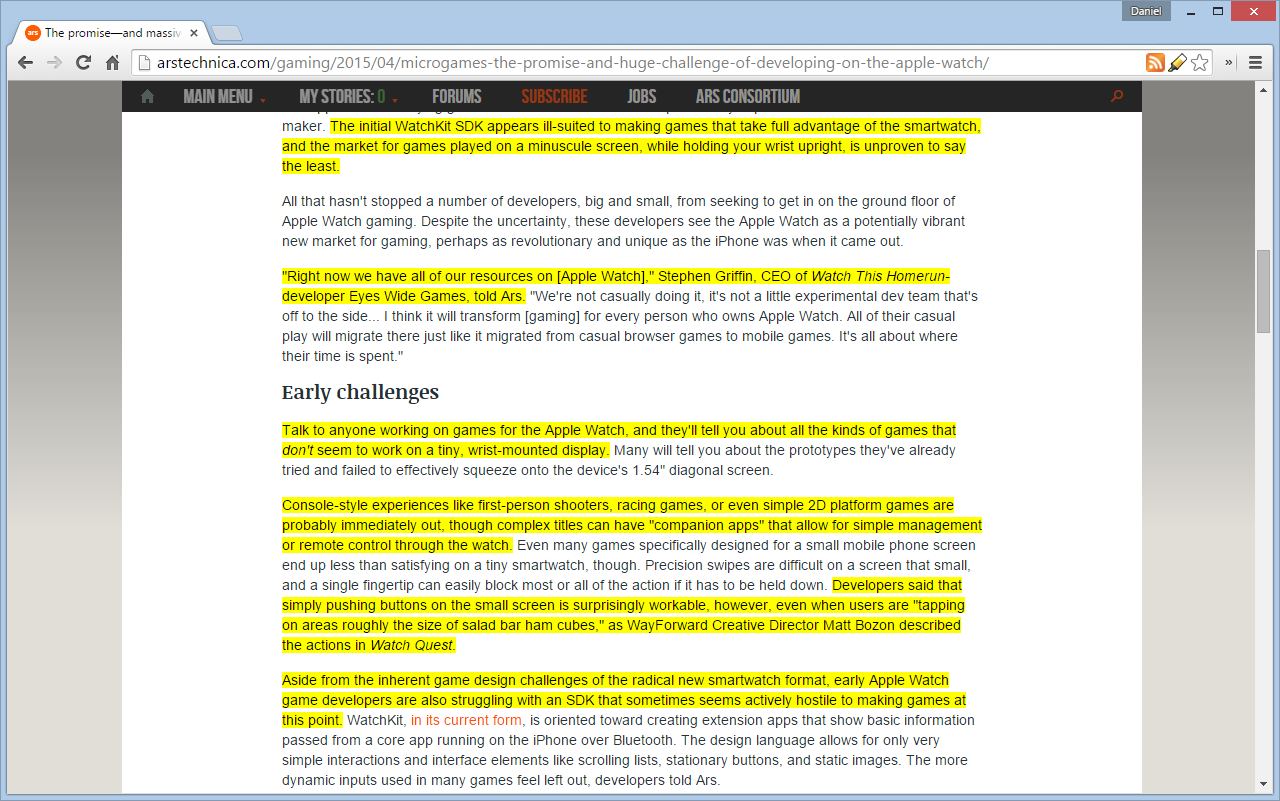 Daniel
ars The promise—and massiv
arstechnica.com/gaming/2015/04/microgames-the-promise-and-huge-challenge-of-developing-on-the-apple-watch/
MAIN MENU MY STORIES: 0 FORUMS SUBSCRIBE JOBS ARS CONSORTIUM
maker. The initial WatchKit SDK appears ill-suited to making games that take full advantage of the smartwatch,
and the market for games played on a minuscule screen, while holding your wrist upright, is unproven to say
the least.
All that hasn't stopped a number of developers, big and small, from seeking to get in on the ground floor of
Apple Watch gaming. Despite the uncertainty, these developers see the Apple Watch as a potentially vibrant
new market for gaming, perhaps as revolutionary and unique as the iPhone was when it came out.
"Right now we have all of our resources on [Apple Watch]," Stephen Griffin, CEO of Watch This Homerun-
developer Eyes Wide Games, told Ars. "We're not casually doing it, it's not a little experimental dev team that's
off to the side... I think it will transform [gaming] for every person who owns Apple Watch. All of their casual
play will migrate there just like it migrated from casual browser games to mobile games. It's all about where
their time is spent."
Early challenges
Talk to anyone working on games for the Apple Watch, and they'll tell you about all the kinds of games that
don't seem to work on a tiny, wrist-mounted display. Many will tell you about the prototypes they've already
tried and failed to effectively squeeze onto the device's 1.54" diagonal screen.
Console-style experiences like first-person shooters, racing games, or even simple 2D platform games are
probably immediately out, though complex titles can have "companion apps" that allow for simple management
or remote control through the watch. Even many games specifically designed for a small mobile phone screen
end up less than satisfying on a tiny smartwatch, though. Precision swipes are difficult on a screen that small,
and a single fingertip can easily block most or all of the action if it has to be held down. Developers said that
simply pushing buttons on the small screen is surprisingly workable, however, even when users are "tapping
on areas roughly the size of salad bar ham cubes," as WayForward Creative Director Matt Bozon described
the actions in Watch Quest.
Aside from the inherent game design challenges of the radical new smartwatch format, early Apple Watch
game developers are also struggling with an SDK that sometimes seems actively hostile to making games at
this point. WatchKit, in its current form, is oriented toward creating extension apps that show basic information
passed from a core app running on the iPhone over Bluetooth. The design language allows for only very
simple interactions and interface elements like scrolling lists, stationary buttons, and static images. The more
dynamic inputs used in many games feel left out, developers told Ars.